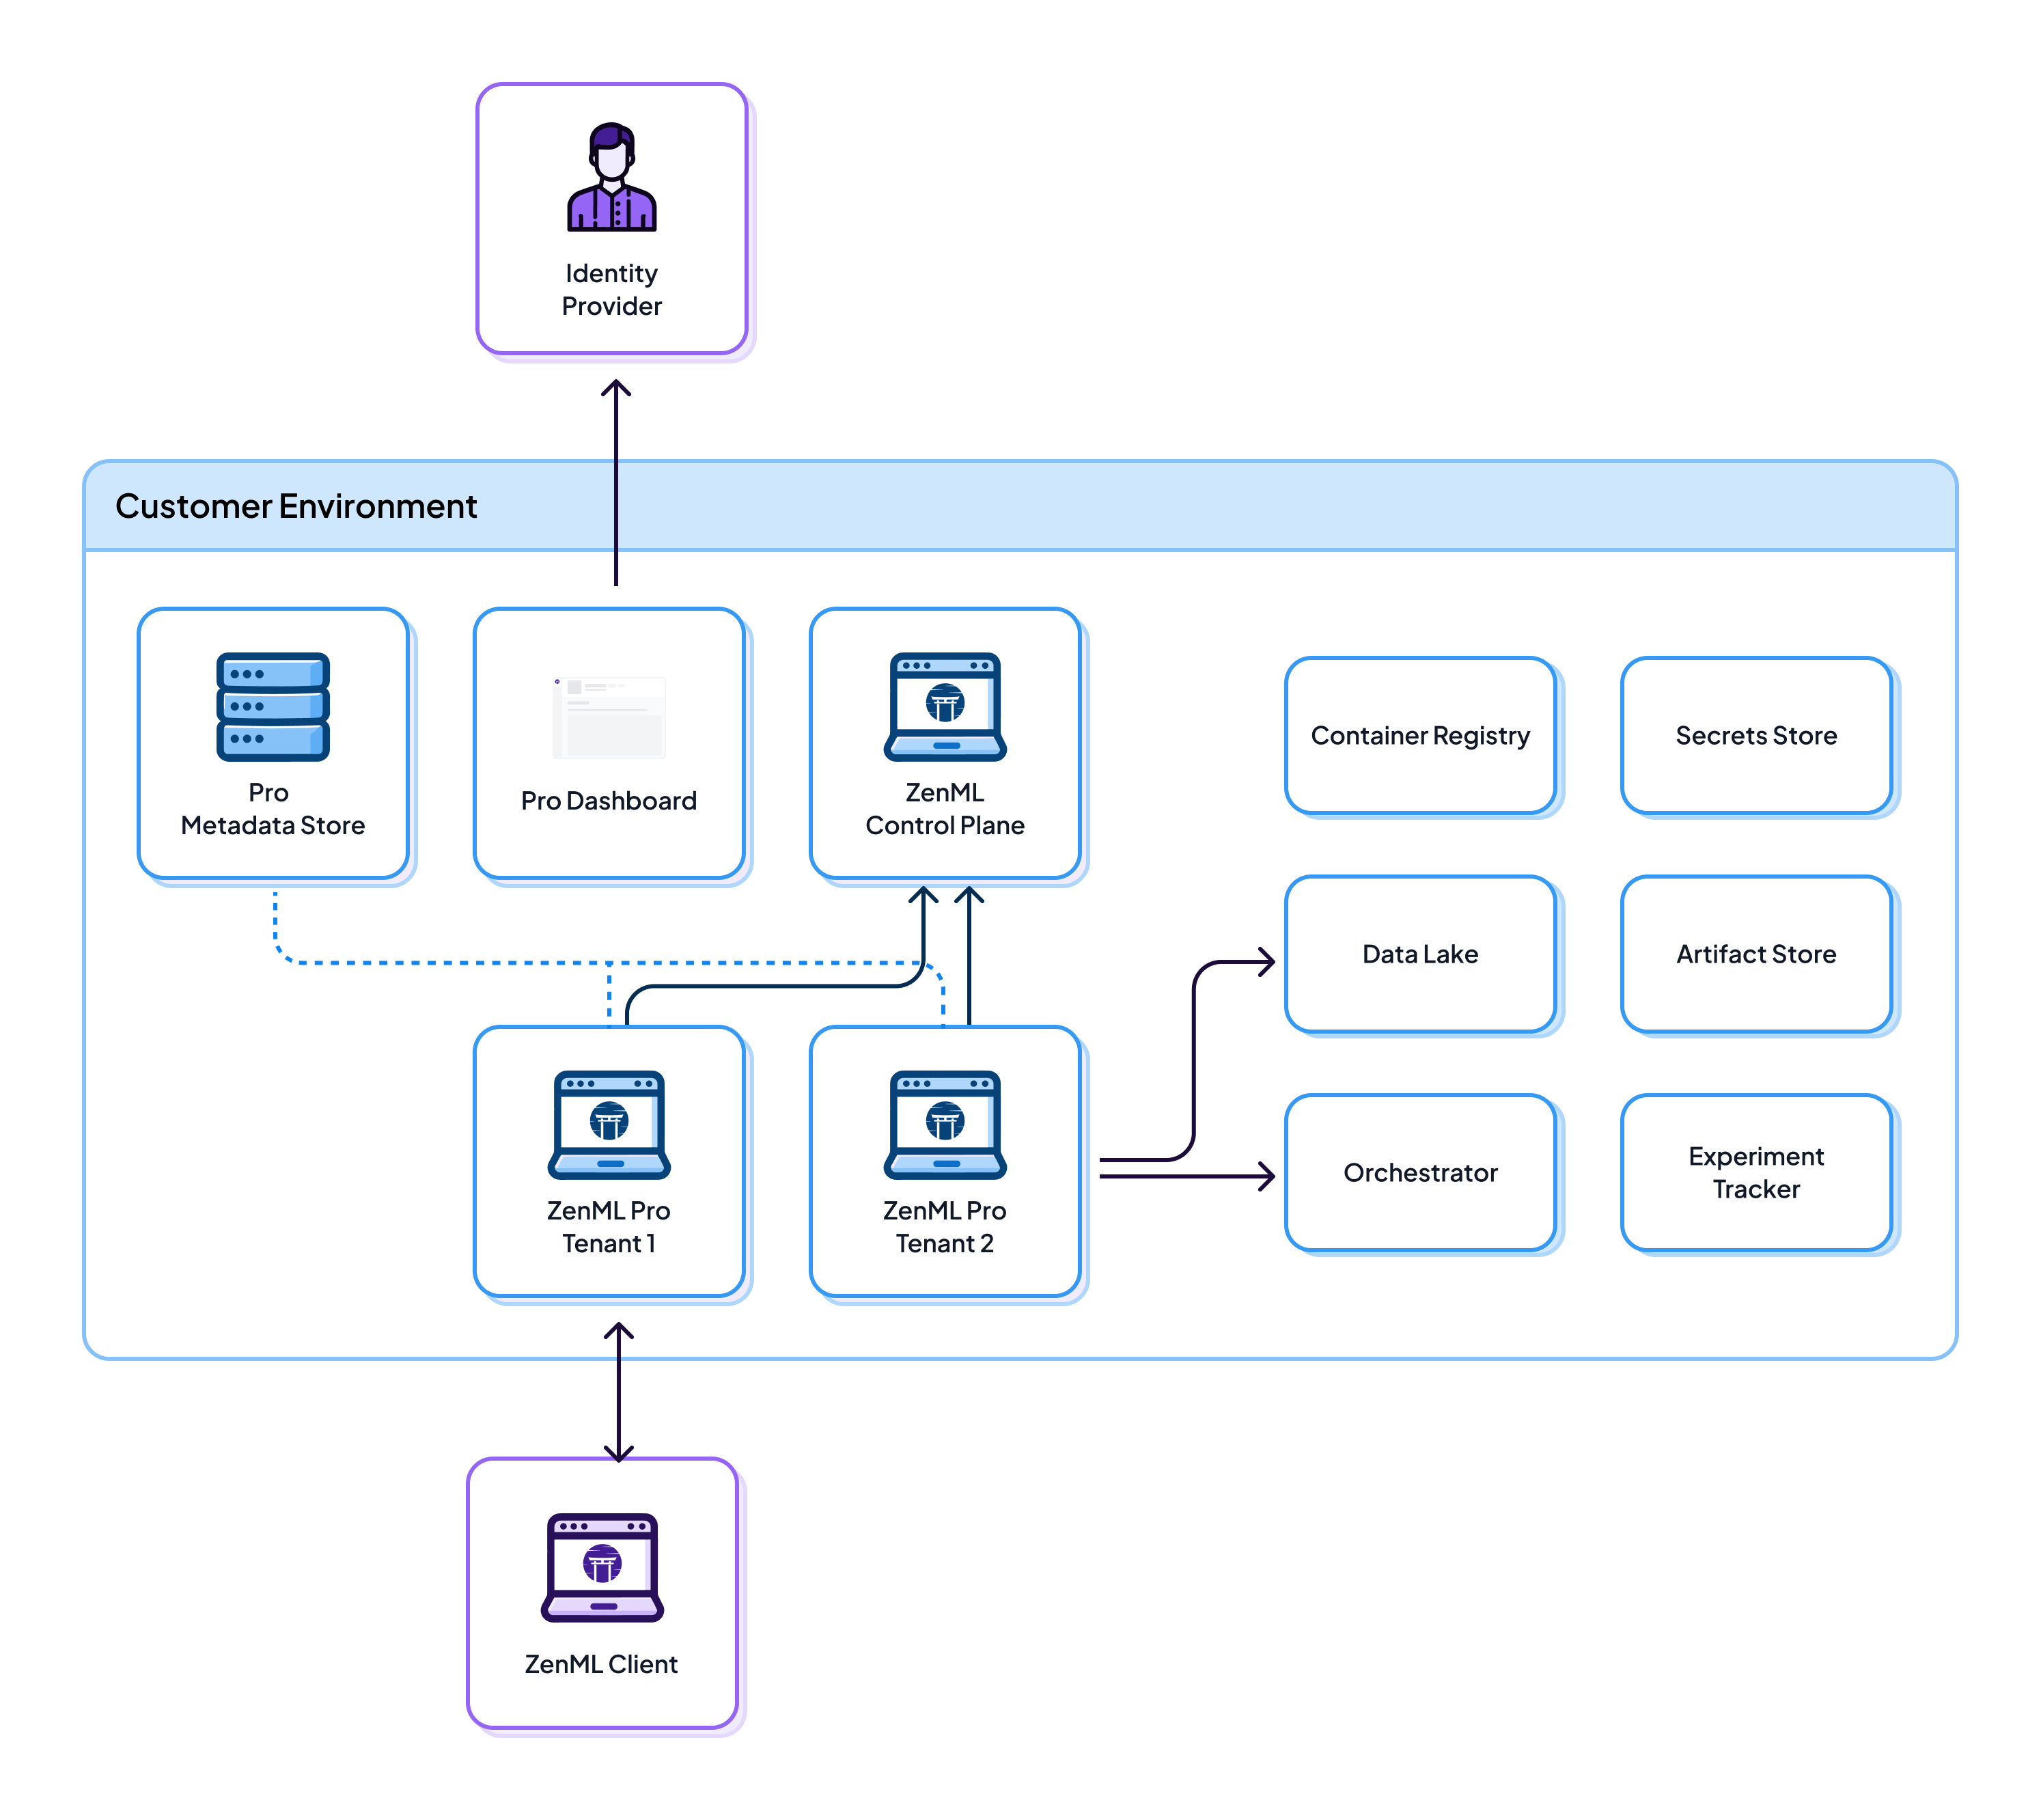 Identity
Provider
Customer Environment
Pro
Metadata Store
Pro Dashboard
ZenML
Control Plane
Container Registry
Secrets Store
Data Lake
Artifact Store
ZenML Pro
Tenant 1
ZenML Pro
Tenant 2
Orchestrator
Experiment
Tracker
ZenML Client